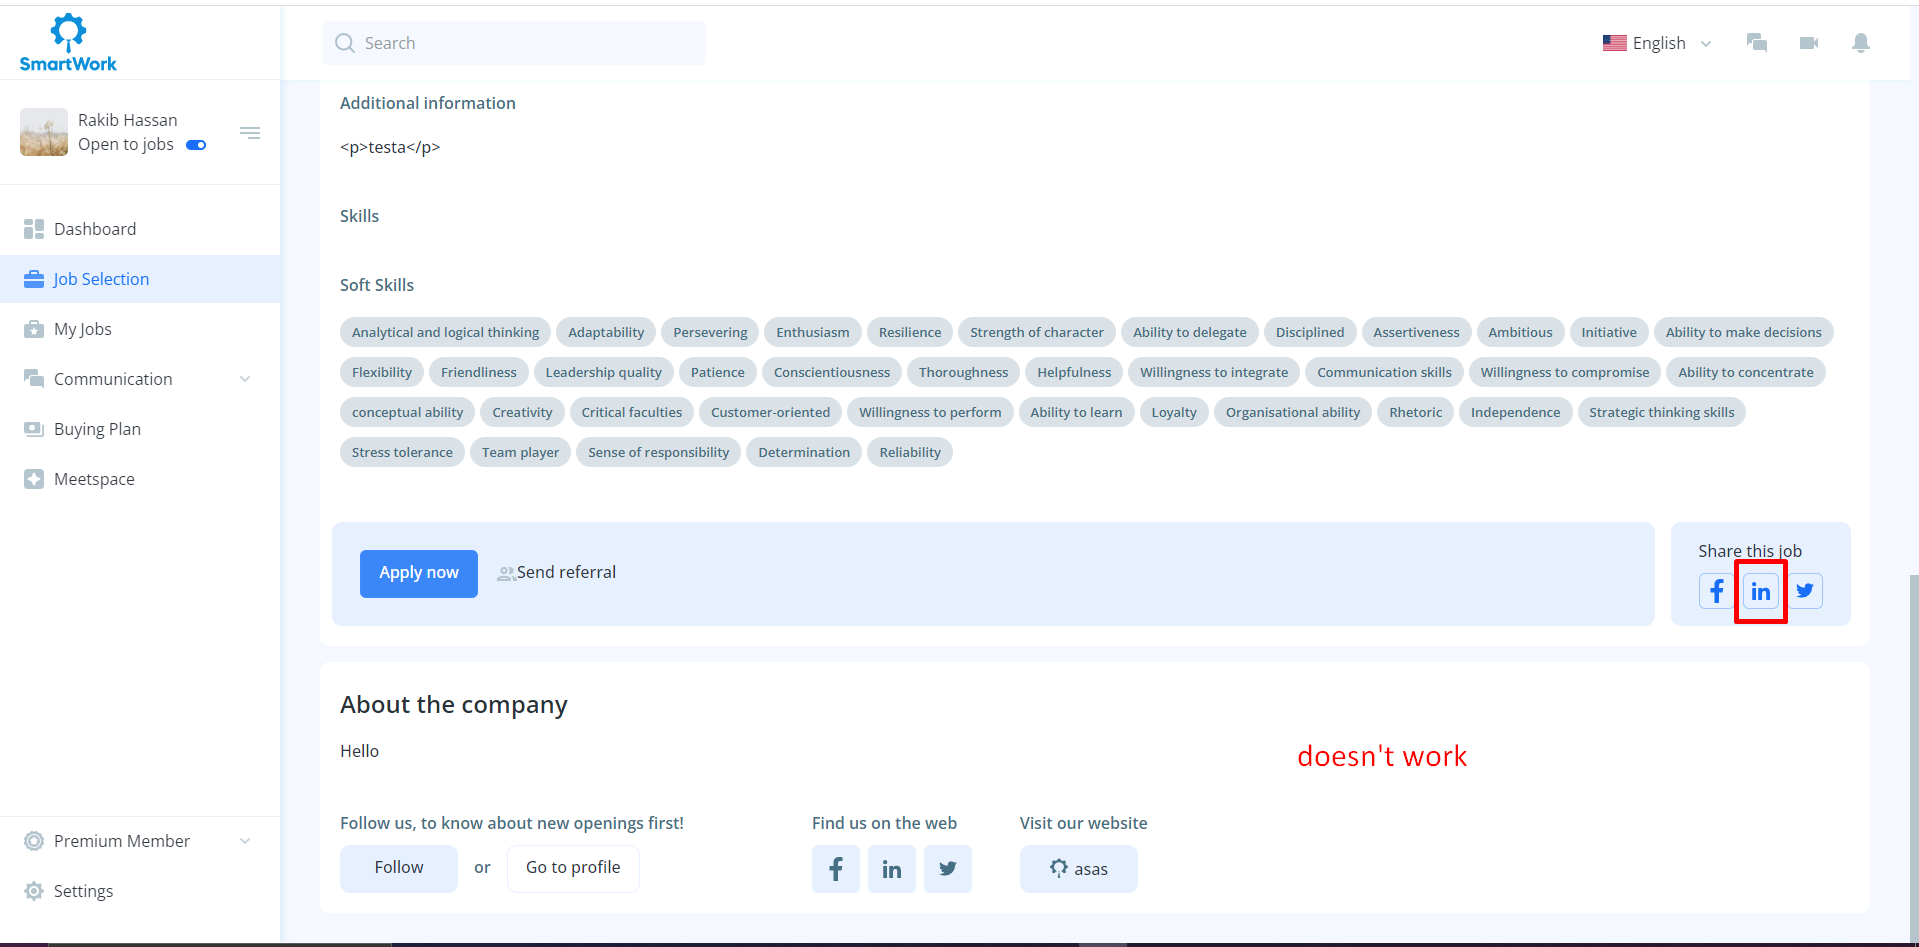 SmartWork
Search
English
Rakib Hassan
Open to jobs
Dashboard
Job Selection
My Jobs
Communication
Buying Plan
Meetspace
Premium Member
Settings
Additional information
<p>testa</p>
Skills
Soft Skills
Analytical and logical thinking Adaptability Persevering Enthusiasm Resilience Strength of character Ability to delegate Disciplined Assertiveness Ambitious Initiative Ability to make decisions
Flexibility Friendliness Leadership quality Patience Conscientiousness Thoroughness Helpfulness Willingness to integrate Communication skills Willingness to compromise Ability to concentrate
conceptual ability Creativity Critical faculties Customer-oriented Willingness to perform Ability to learn Loyalty Organisational ability Rhetoric Independence Strategic thinking skills
Stress tolerance Team player Sense of responsibility Determination Reliability
Apply now Send referral
Share this job
f in
About the company
Hello
doesn't work
Follow us, to know about new openings first! Find us on the web Visit our website
Follow or Go to profile f in asas